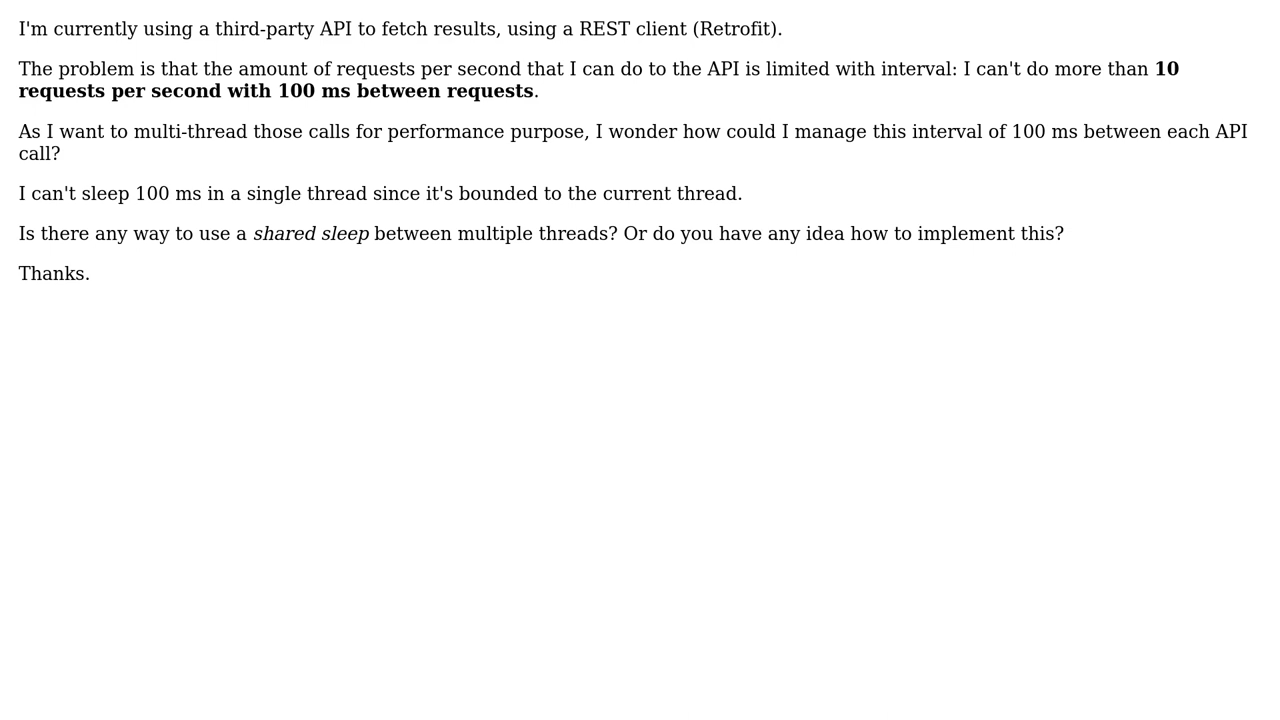 I'm currently using a third-party API to fetch results, using a REST client (Retrofit).
The problem is that the amount of requests per second that I can do to the API is limited with interval: I can't do more than 10
requests per second with 100 ms between requests.
As I want to multi-thread those calls for performance purpose, I wonder how could I manage this interval of 100 ms between each API
call?
I can't sleep 100 ms in a single thread since it's bounded to the current thread.
Is there any way to use a shared sleep between multiple threads? Or do you have any idea how to implement this?
Thanks.